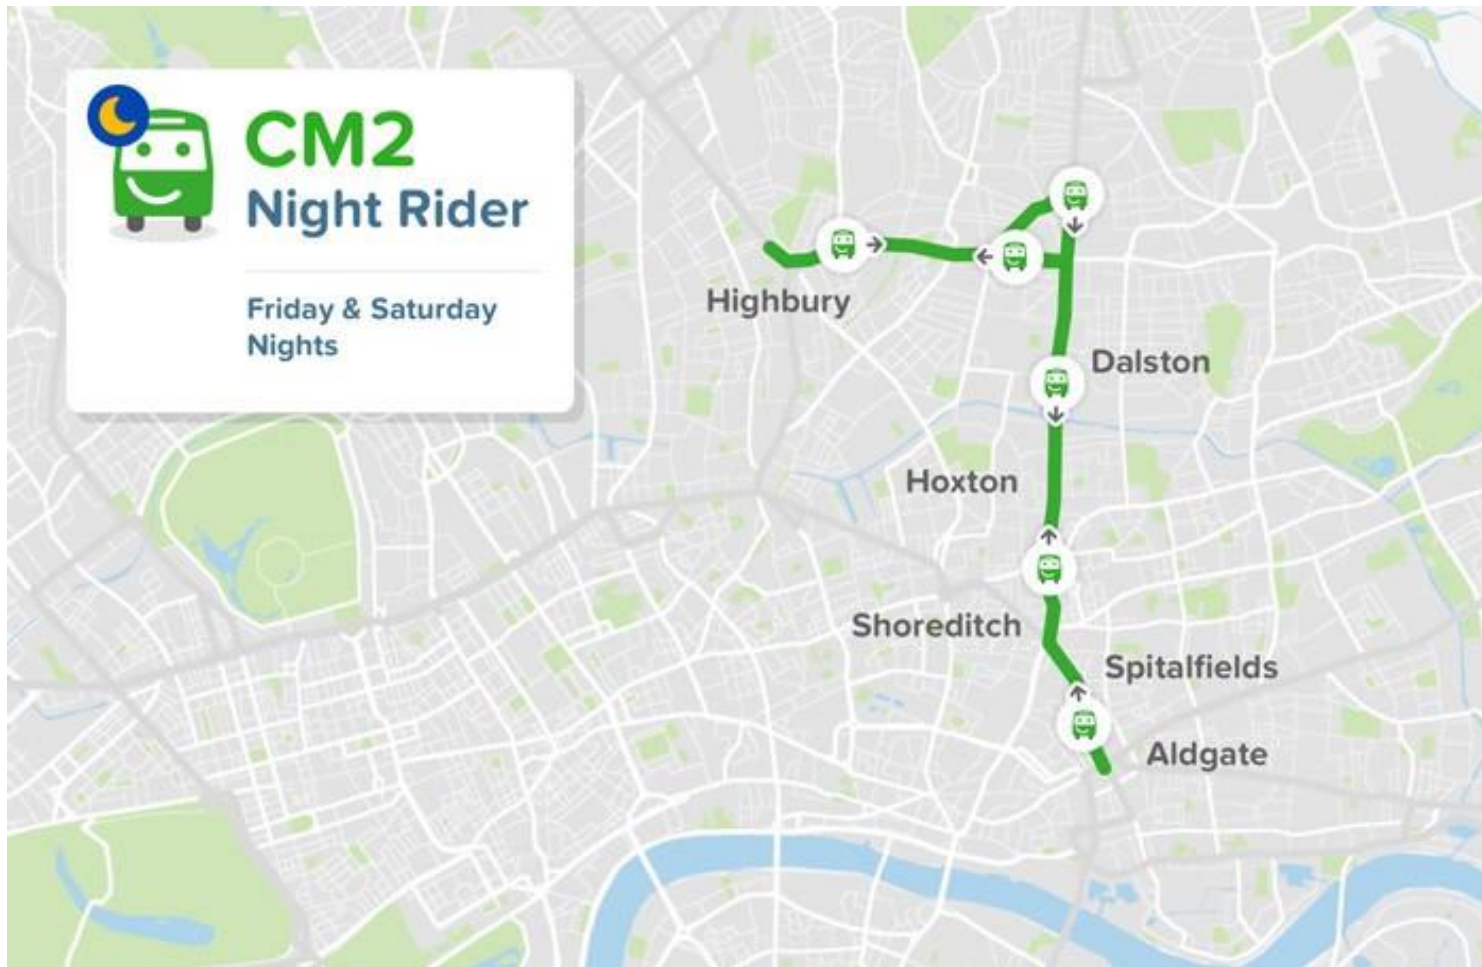 CM2
Night Rider
Friday & Saturday
Nights
Highbury
Dalston
Hoxton
Shoreditch
Spitalfields
Aldgate